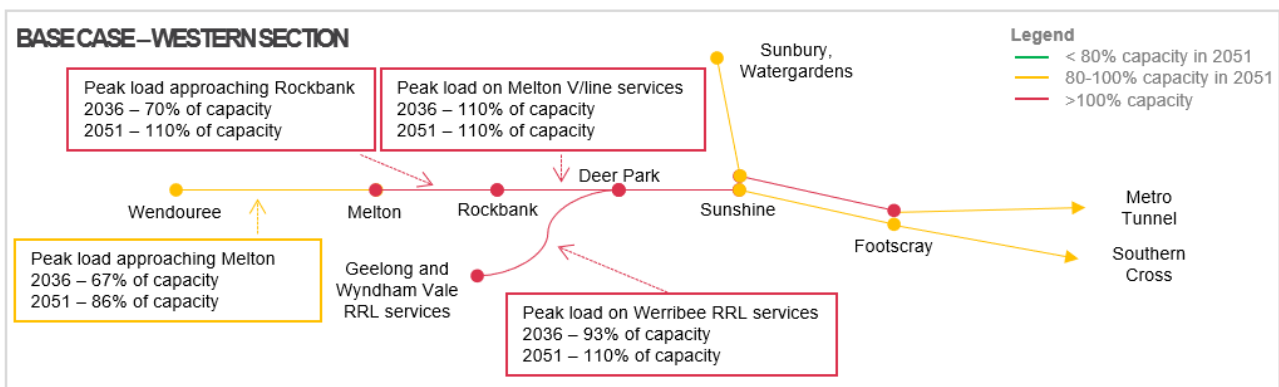 BASE CASE – WESTERN SECTION
Legend
< 80% capacity in 2051
80-100% capacity in 2051
>100% capacity
Sunbury,
Watergardens
Peak load approaching Rockbank
2036 – 70% of capacity
2051 – 110% of capacity
Peak load on Melton V/line services
2036 – 110% of capacity
2051 – 110% of capacity
Deer Park
Wendouree
Melton
Rockbank
Sunshine
Footscray
Metro
Tunnel
Southern
Cross
Peak load approaching Melton
2036 – 67% of capacity
2051 – 86% of capacity
Geelong and
Wyndham Vale
RRL services
Peak load on Werribee RRL services
2036 – 93% of capacity
2051 – 110% of capacity